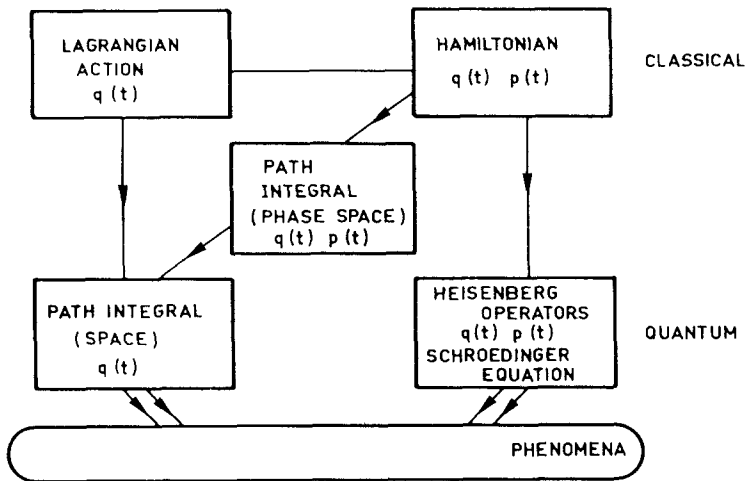 LAGRANGIAN
ACTION
q (t)
HAMILTONIAN
q (t) p (t)
CLASSICAL
PATH
INTEGRAL
(PHASE SPACE)
q (t) p (t)
PATH INTEGRAL
(SPACE)
q (t)
HEISENBERG
OPERATORS
q (t) p (t)
SCHROEDINGER
EQUATION
QUANTUM
PHENOMENA